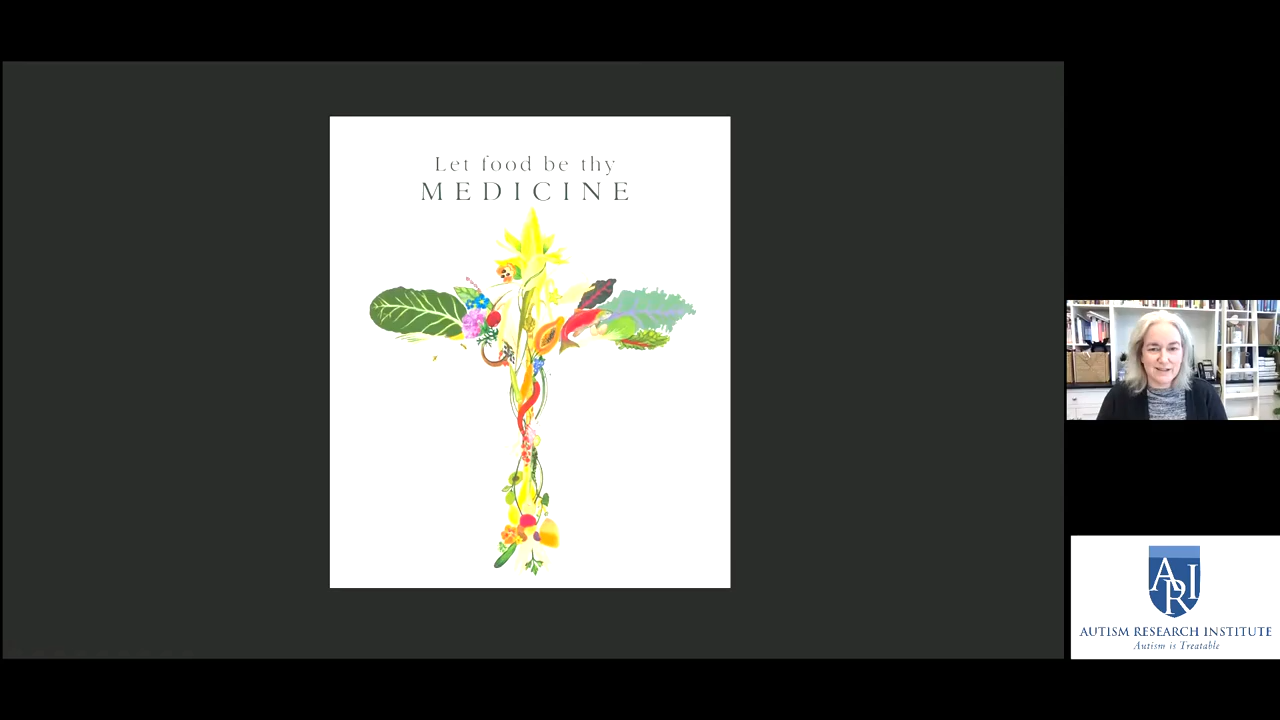 Let food be thy
MEDICINE
ARI
AUTISM RESEARCH INSTITUTE
Autism is Treatable